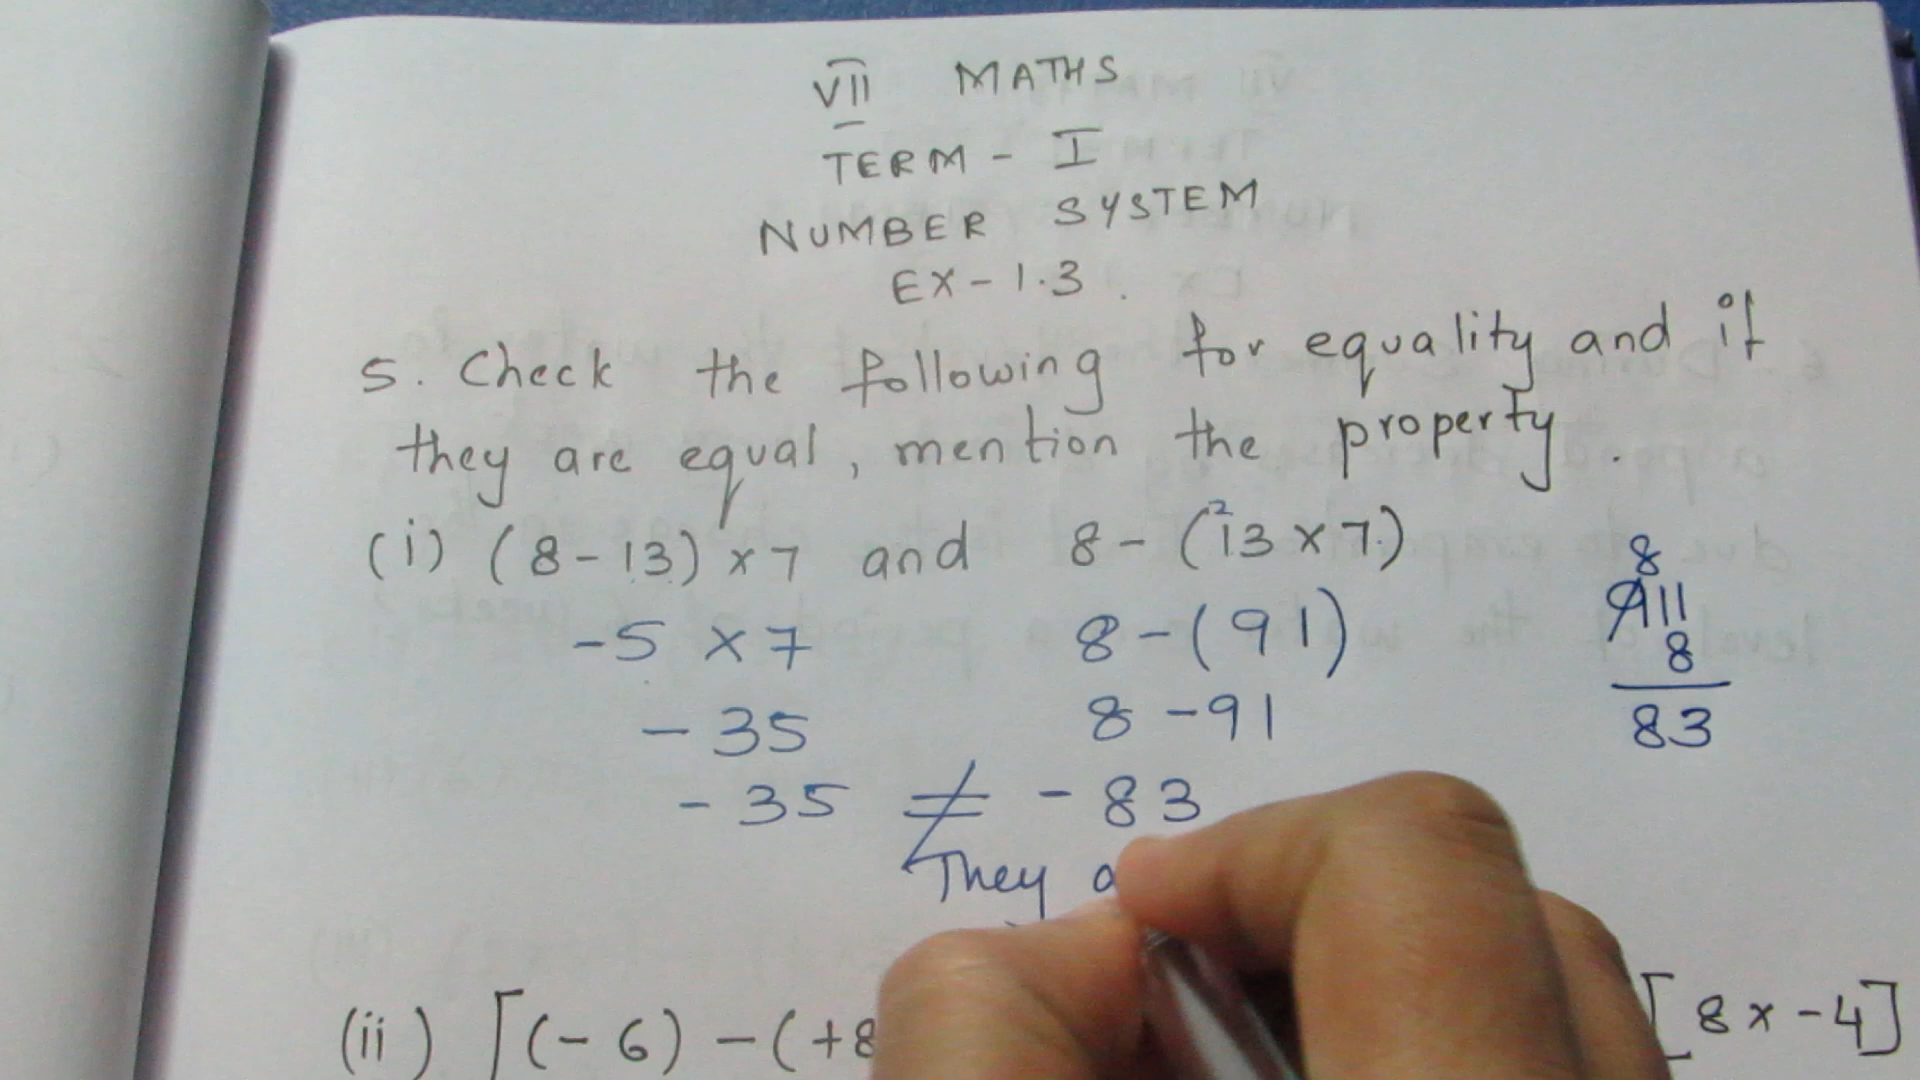 VII MATHS
TERM - I
NUMBER SYSTEM
EX - 1.3.
5. Check the following for equality and if
they are equal, mention the property.
(i) (8-13) x 7 and 8 - (²13 x 7)
-5 x 7 8 - (91)
- 35 8 - 91
- 35 ≠ - 83
They
8
911
8
83
(ii) [(-6) - (+8 [8 x -4]